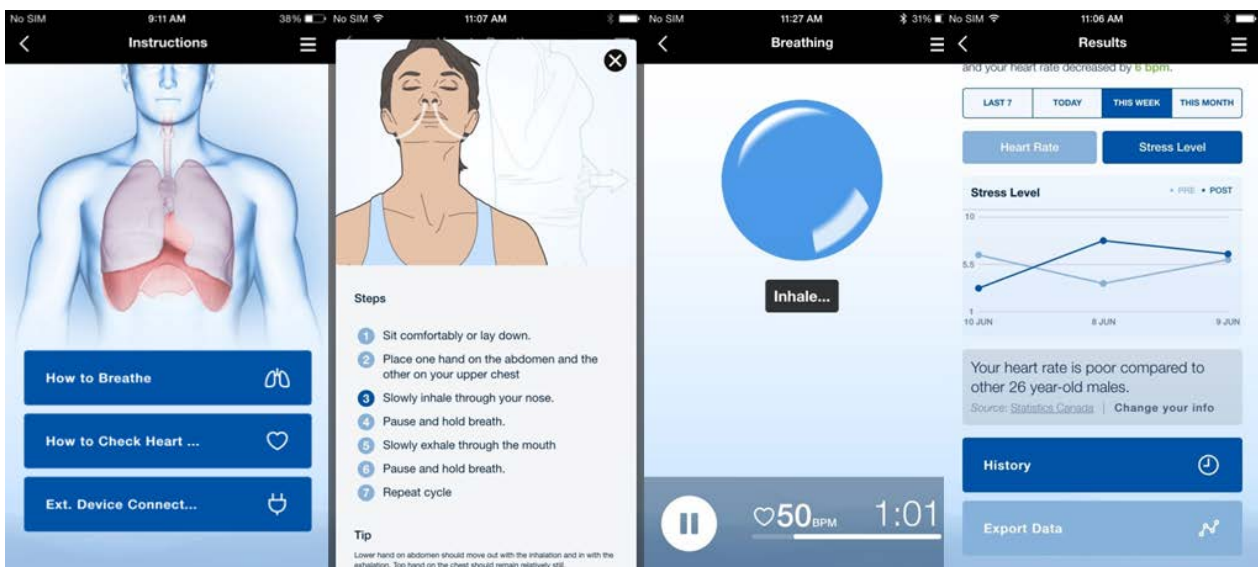 No SIM 9:11 AM 38%
Instructions
How to Breathe
How to Check Heart ...
Ext. Device Connect...
No SIM 11:07 AM
Steps
1 Sit comfortably or lay down.
2 Place one hand on the abdomen and the
other on your upper chest
3 Slowly inhale through your nose.
4 Pause and hold breath.
5 Slowly exhale through the mouth
6 Pause and hold breath.
7 Repeat cycle
Tip
Lower hand on abdomen should move out with the inhalation and in with the
exhalation. Top hand on the chest should remain relatively still.
No SIM 11:27 AM 31%
Breathing
Inhale...
50 BPM 1:01
No SIM 11:06 AM
Results
and your heart rate decreased by 6 bpm.
LAST 7 TODAY THIS WEEK THIS MONTH
Heart Rate Stress Level
Stress Level PRE POST
10
5.5
1
10 JUN 8 JUN 9 JUN
Your heart rate is poor compared to
other 26 year-old males.
Source: Statistics Canada | Change your info
History
Export Data